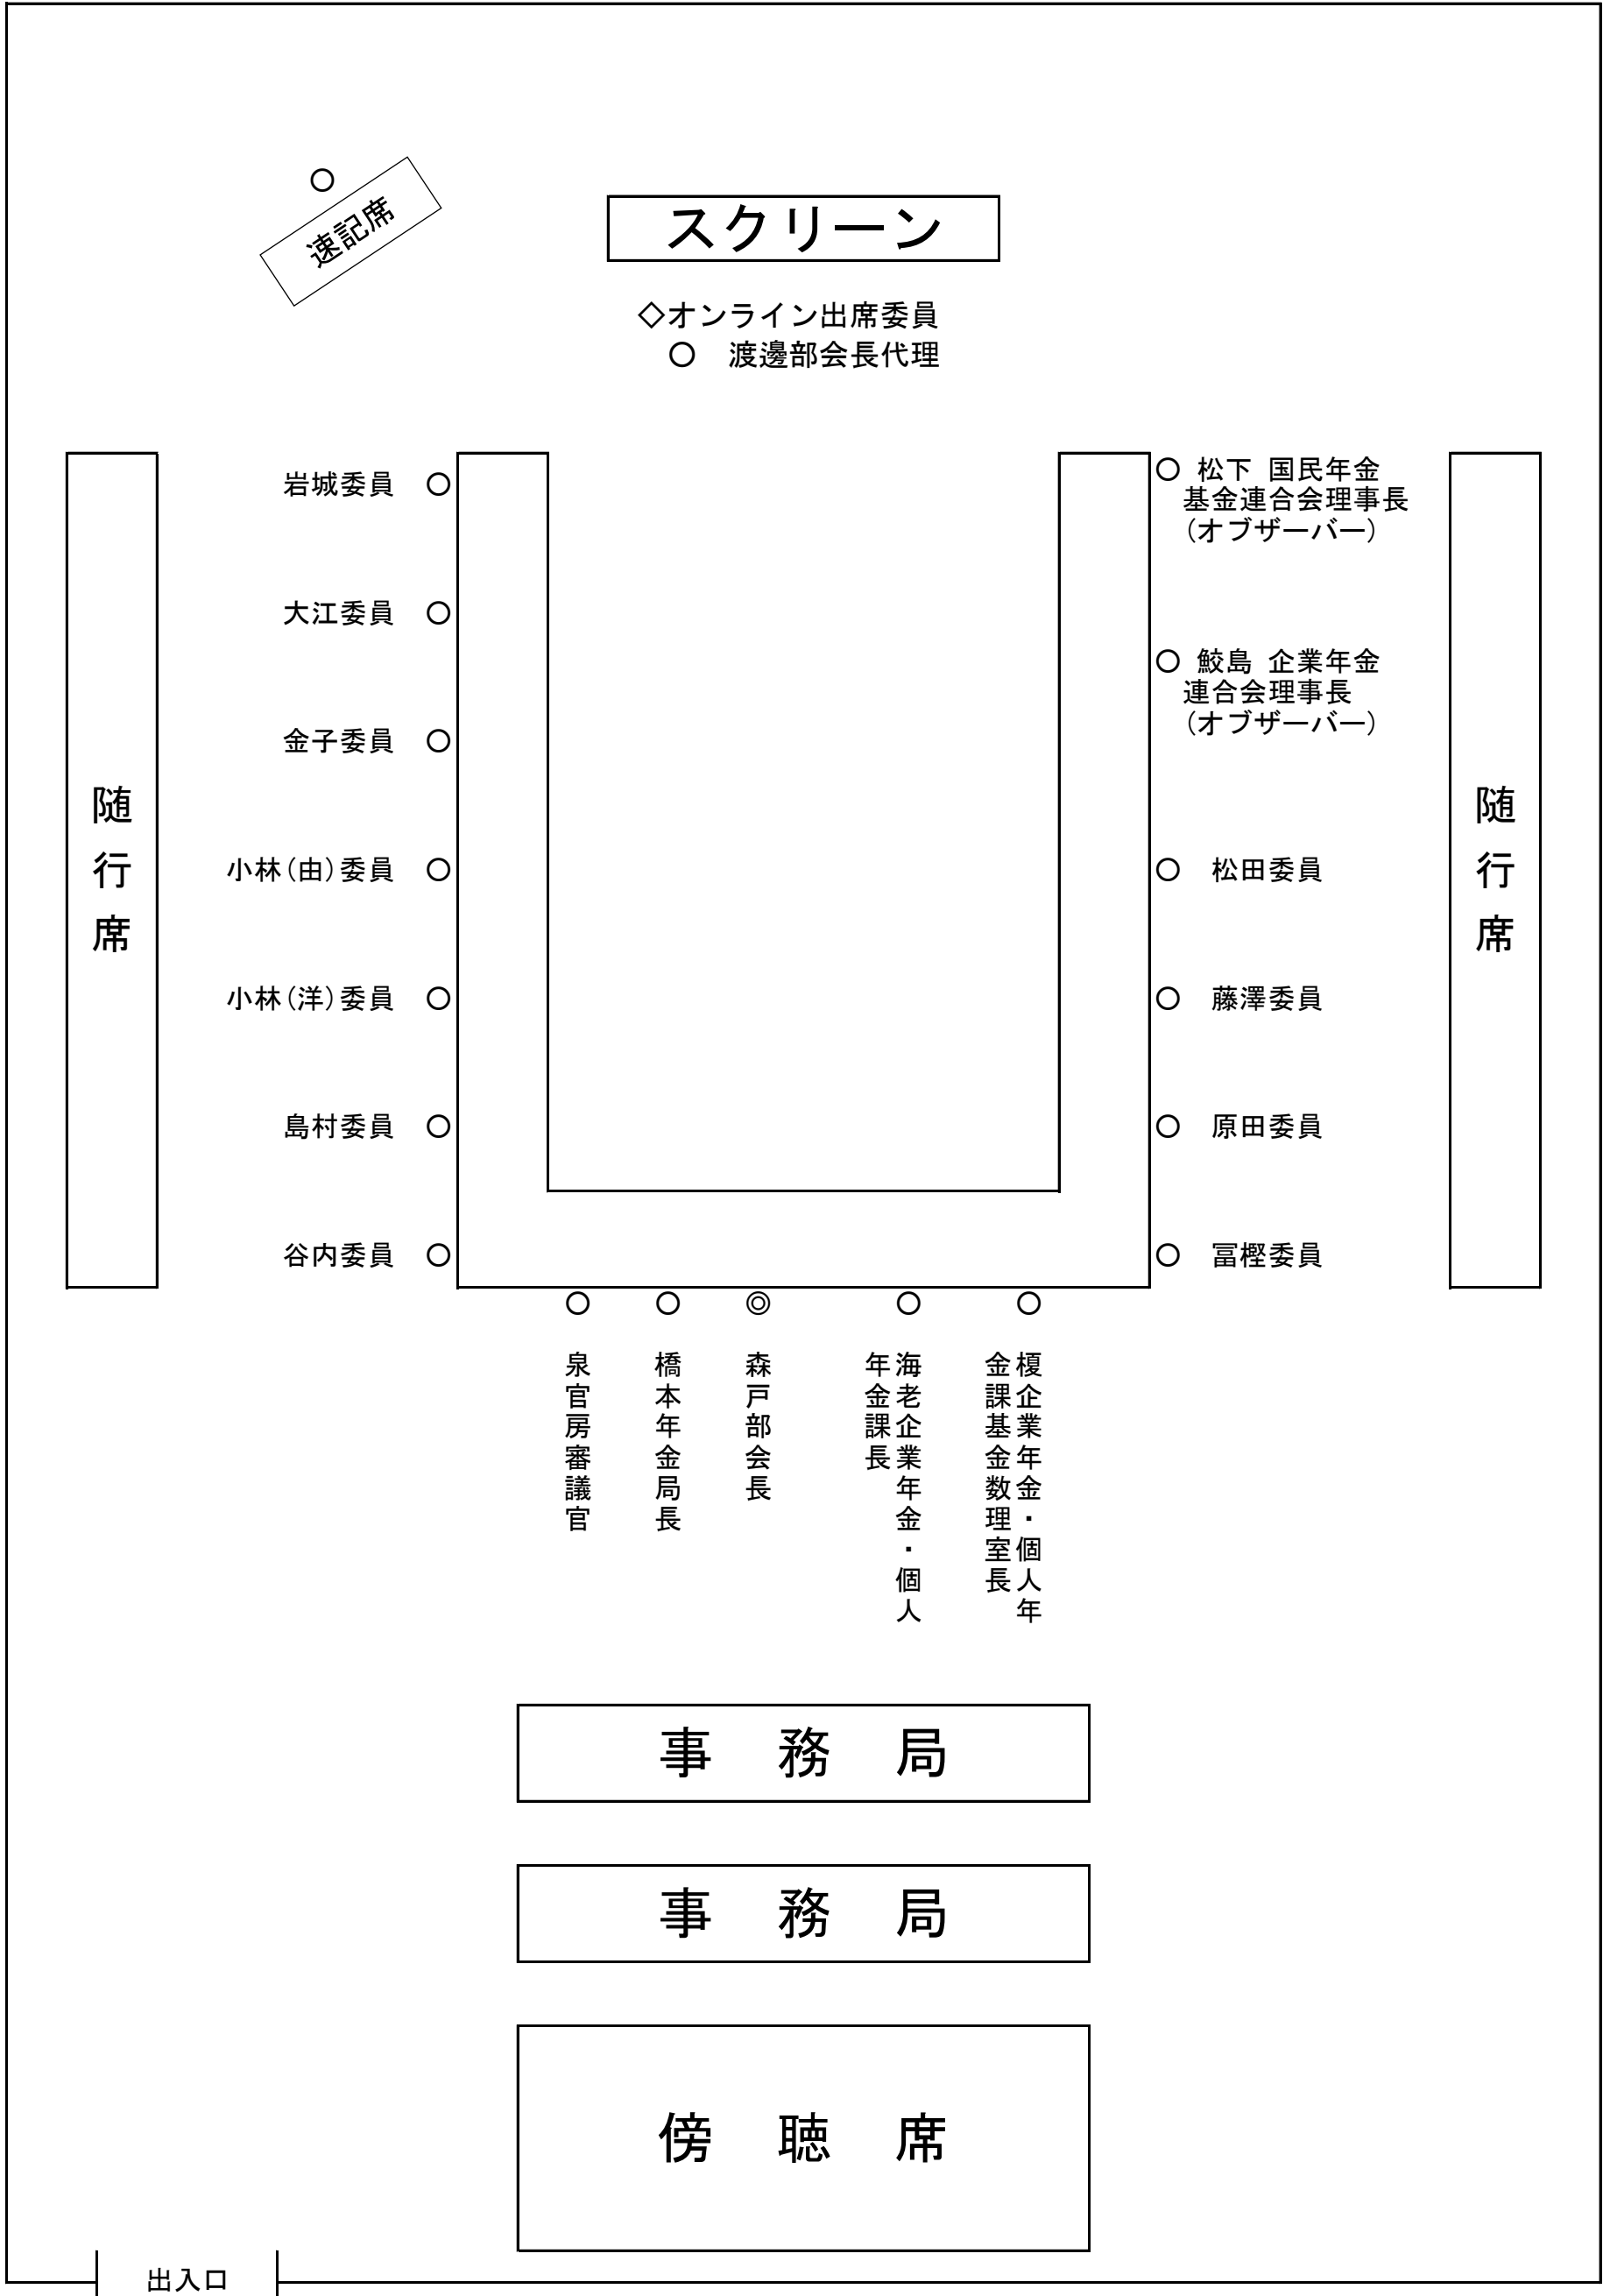 速記席
スクリーン
◇オンライン出席委員
○　渡邊部会長代理
岩城委員 ○
大江委員 ○
金子委員 ○
小林（由）委員 ○
小林（洋）委員 ○
島村委員 ○
谷内委員 ○
○ 松下 国民年金
基金連合会理事長
（オブザーバー）
○ 鮫島 企業年金
連合会理事長
（オブザーバー）
○ 松田委員
○ 藤澤委員
○ 原田委員
○ 冨樫委員
随行席
随行席
○ 泉官房審議官
○ 橋本年金局長
◎ 森戸部会長
○ 海老企業年金・個人
年金課長
○ 榎企業年金・個人年
金課基金数理室長
事　務　局
事　務　局
傍　聴　席
出入口